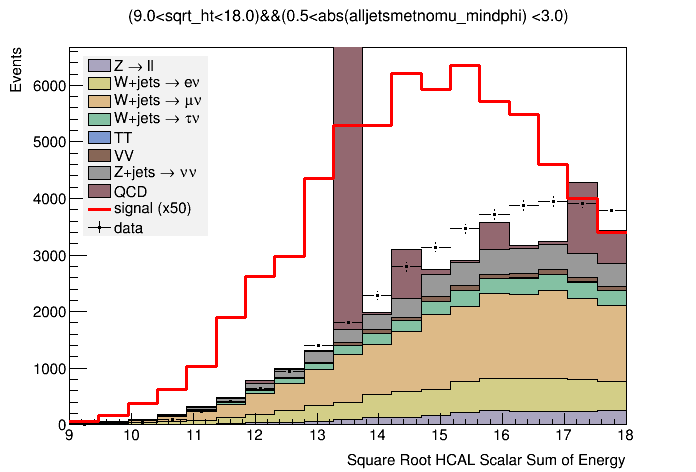 (9.0<sqrt_ht<18.0)&&(0.5<abs(alljetsmetnomu_mindphi) <3.0)
Events
6000
5000
4000
3000
2000
1000
0
Z → ll
W+jets → eν
W+jets → μν
W+jets → τν
TT
VV
Z+jets → νν
QCD
signal (x50)
data
9 10 11 12 13 14 15 16 17 18
Square Root HCAL Scalar Sum of Energy